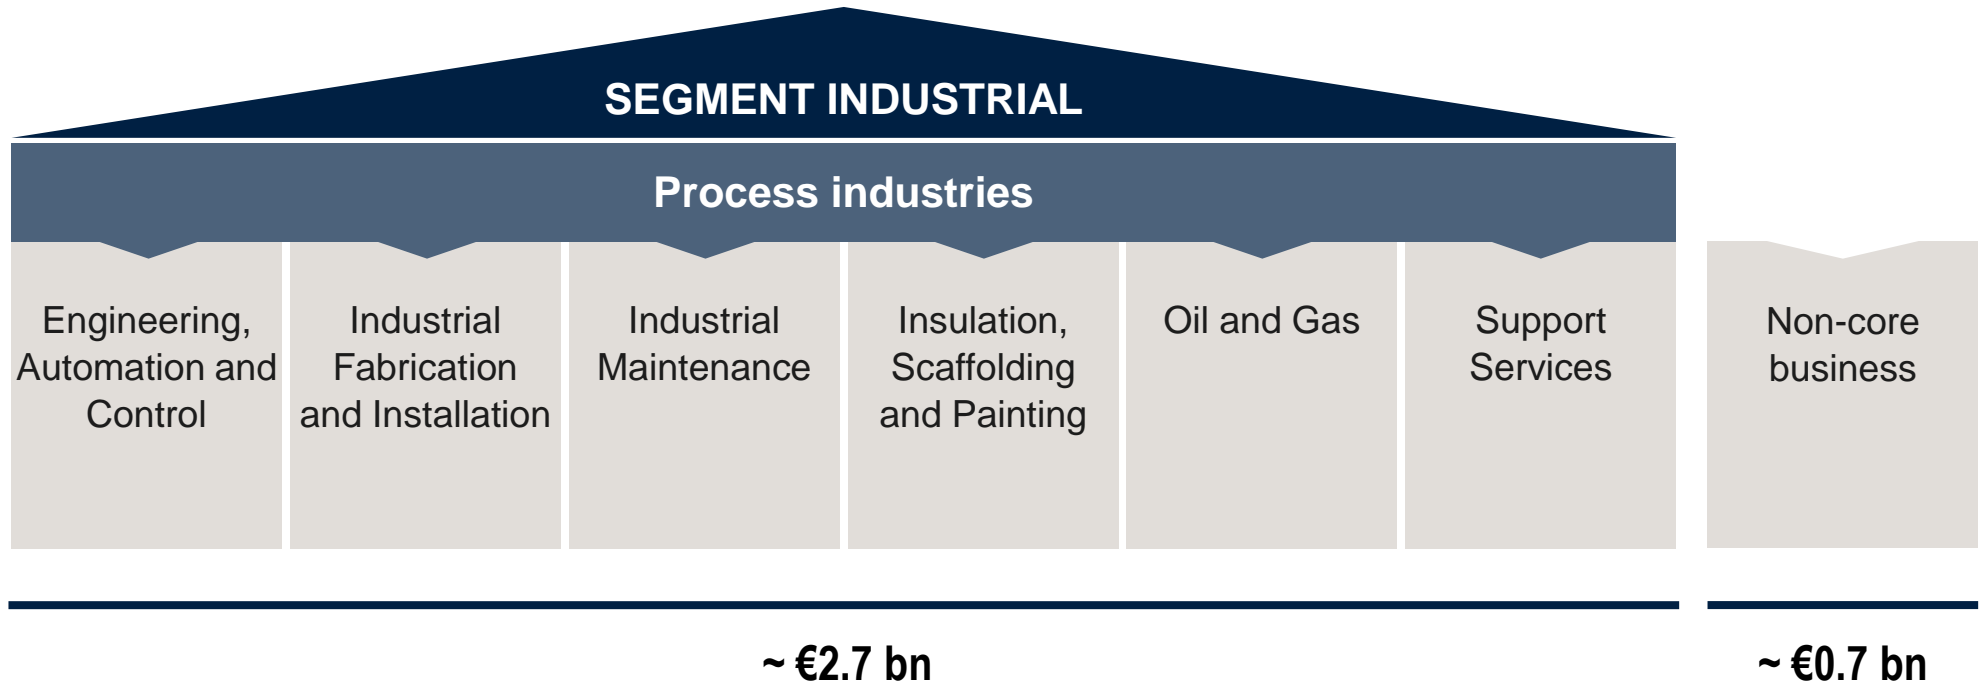 SEGMENT INDUSTRIAL
Process industries
Engineering,
Automation and
Control
Industrial
Fabrication
and Installation
Industrial
Maintenance
Insulation,
Scaffolding
and Painting
Oil and Gas
Support
Services
Non-core
business
~ €2.7 bn
~ €0.7 bn